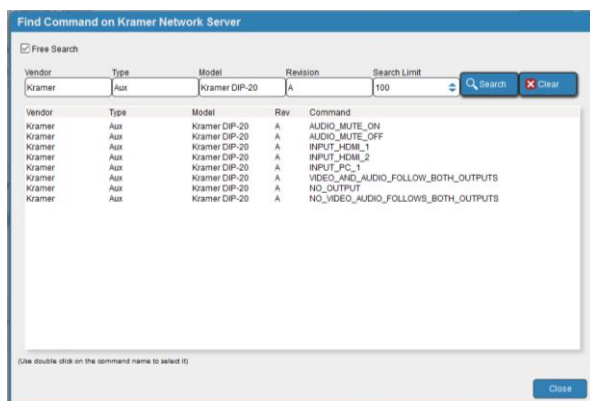 Find Command on Kramer Network Server
Free Search
Vendor Type Model Revision Search Limit
Kramer Aux Kramer DIP-20 A 100 Search Clear
Vendor Type Model Rev Command
Kramer Aux Kramer DIP-20 A AUDIO_MUTE_ON
Kramer Aux Kramer DIP-20 A AUDIO_MUTE_OFF
Kramer Aux Kramer DIP-20 A INPUT_HDMI_1
Kramer Aux Kramer DIP-20 A INPUT_HDMI_2
Kramer Aux Kramer DIP-20 A INPUT_PC_1
Kramer Aux Kramer DIP-20 A VIDEO_AND_AUDIO_FOLLOW_BOTH_OUTPUTS
Kramer Aux Kramer DIP-20 A NO_OUTPUT
Kramer Aux Kramer DIP-20 A NO_VIDEO_AUDIO_FOLLOWS_BOTH_OUTPUTS
(Use double click on the command name to select it)
Close